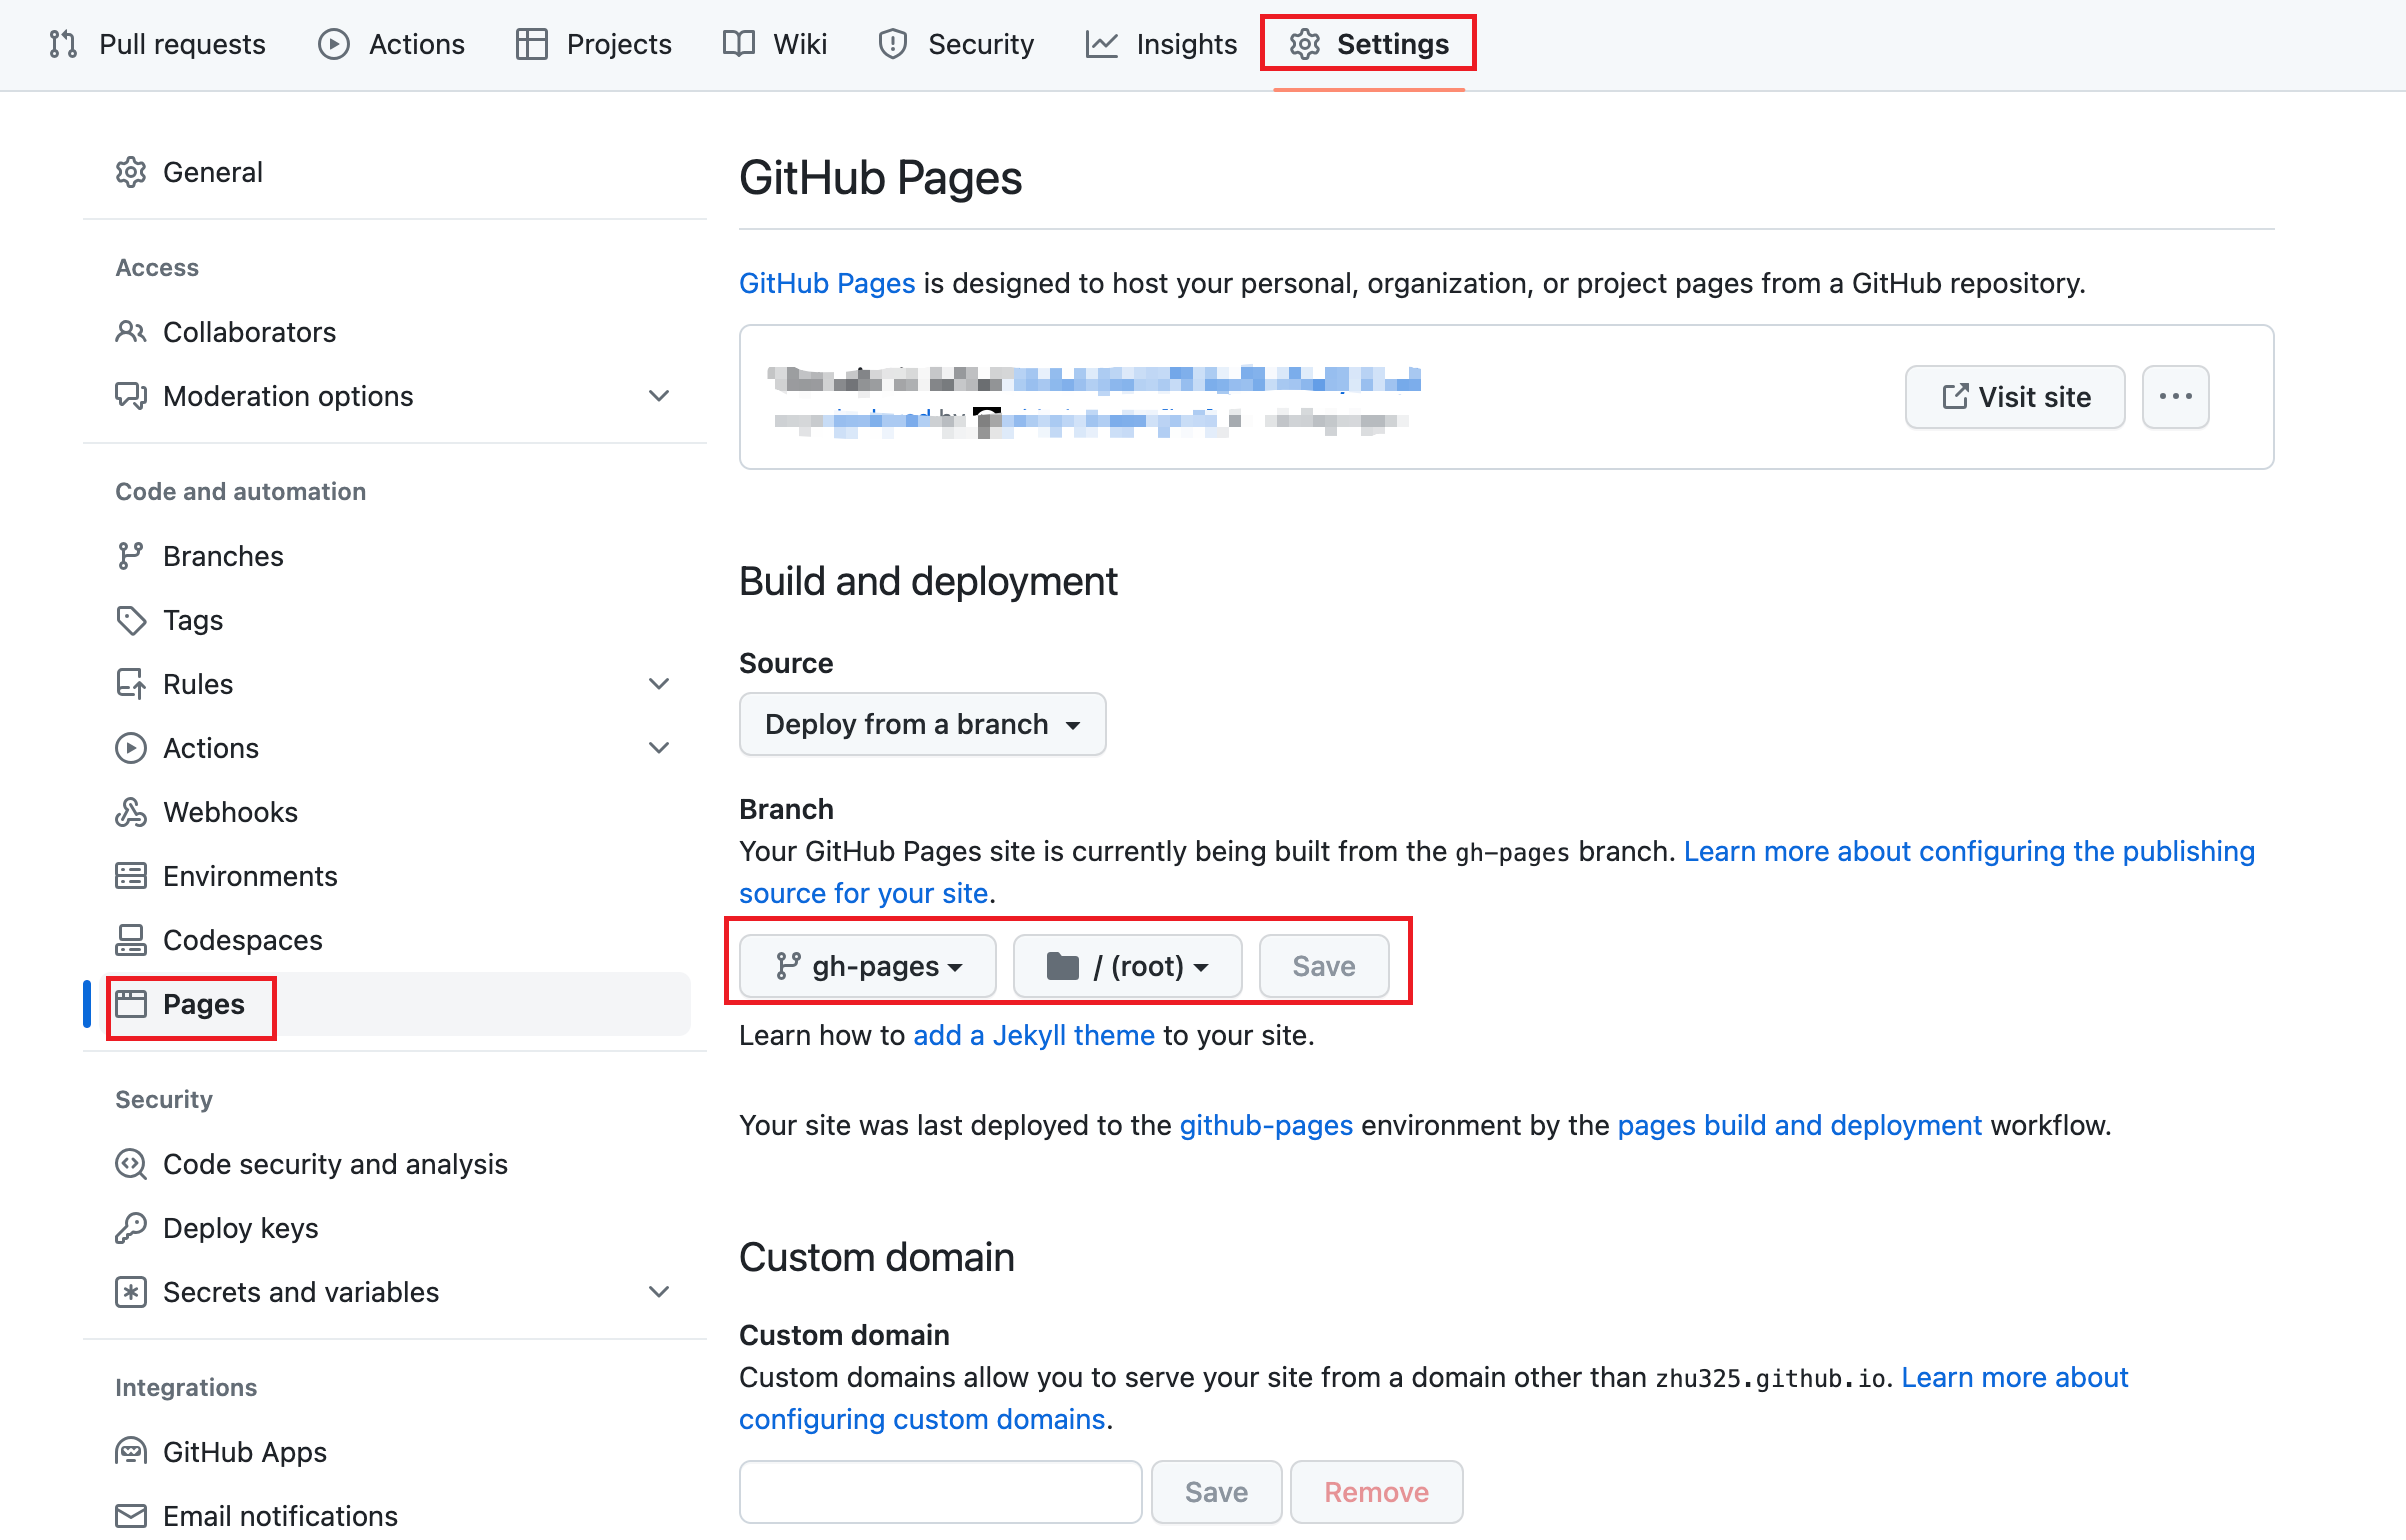 Pull requests Actions Projects Wiki Security Insights Settings
General
Access
Collaborators
Moderation options
Code and automation
Branches
Tags
Rules
Actions
Webhooks
Environments
Codespaces
Pages
Security
Code security and analysis
Deploy keys
Secrets and variables
Integrations
GitHub Apps
Email notifications
GitHub Pages
GitHub Pages is designed to host your personal, organization, or project pages from a GitHub repository.
Visit site
Build and deployment
Source
Deploy from a branch
Branch
Your GitHub Pages site is currently being built from the gh-pages branch. Learn more about configuring the publishing
source for your site.
gh-pages / (root) Save
Learn how to add a Jekyll theme to your site.
Your site was last deployed to the github-pages environment by the pages build and deployment workflow.
Custom domain
Custom domain
Custom domains allow you to serve your site from a domain other than zhu325.github.io. Learn more about
configuring custom domains.
Save Remove